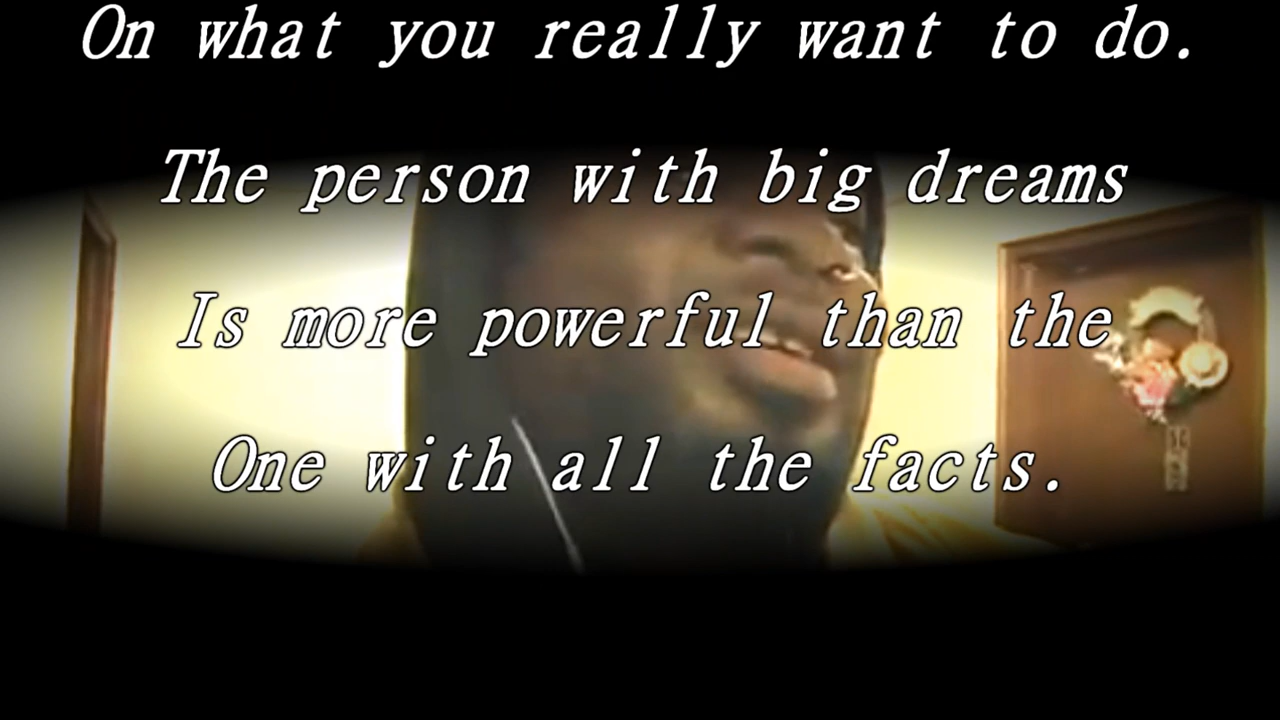 On what you really want to do.
The person with big dreams
Is more powerful than the
One with all the facts.